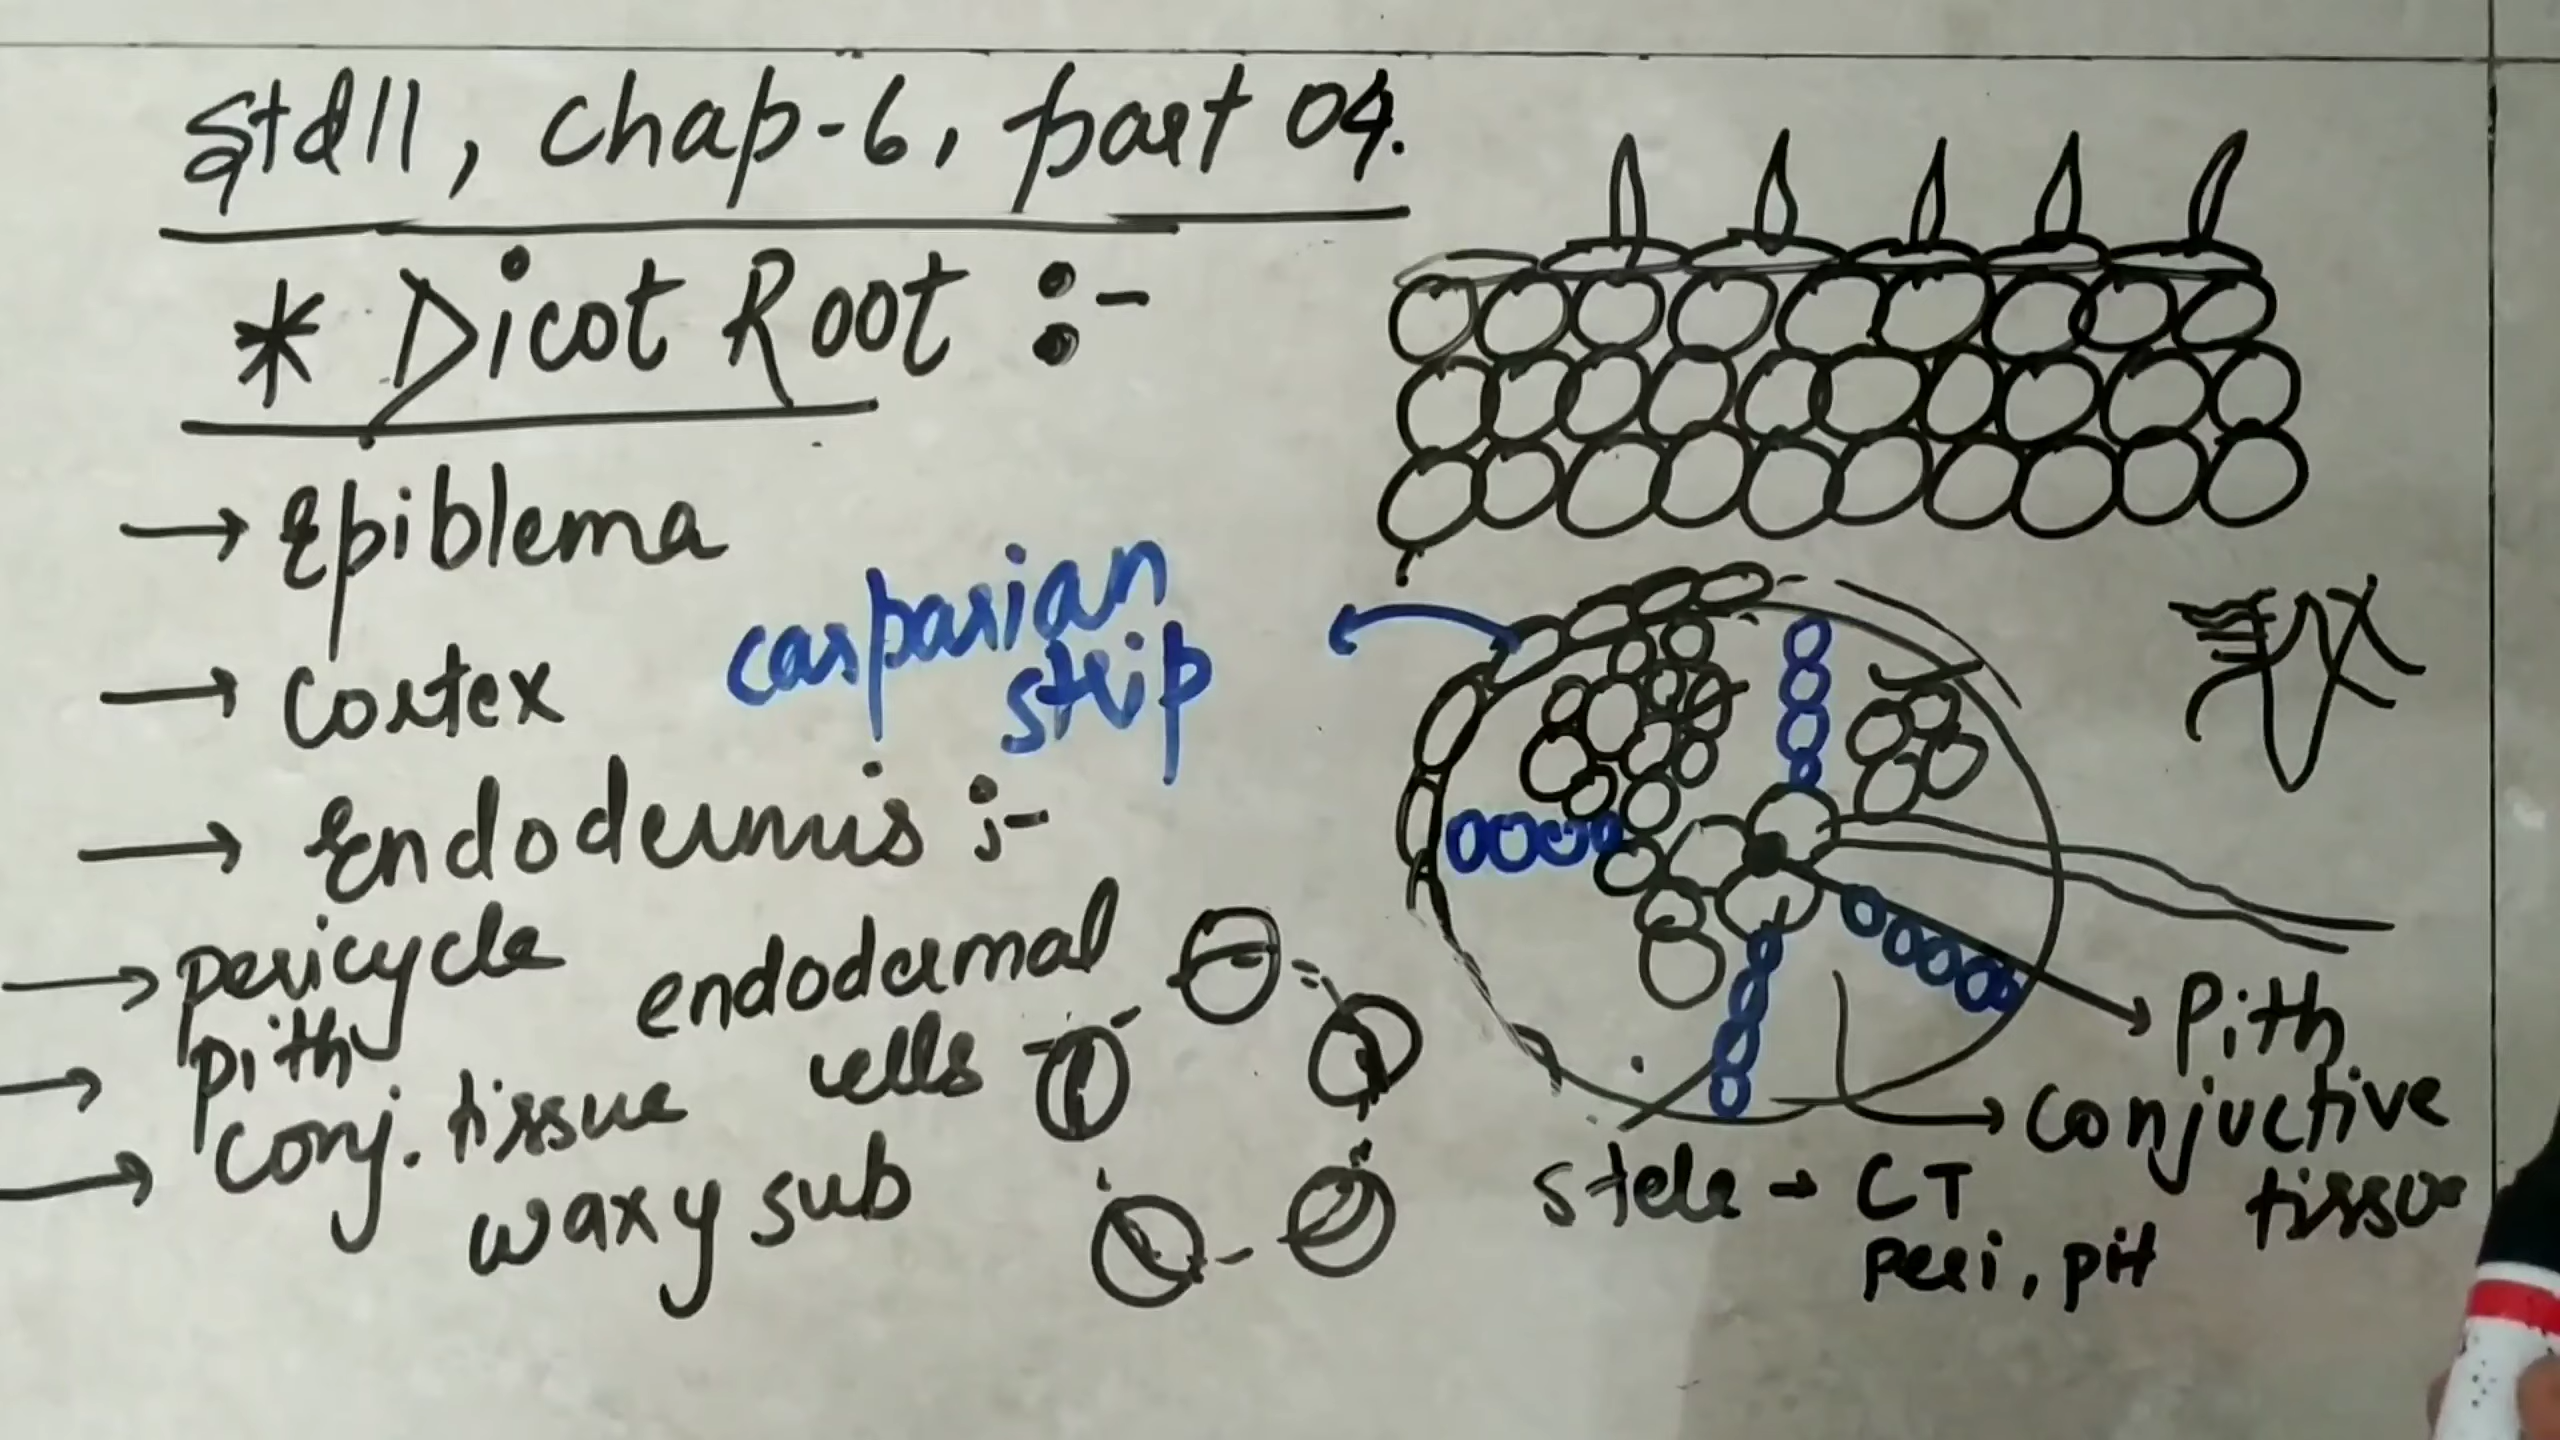 Std 11, chap-6, part 04.
* Dicot Root :-
→ Epiblema
→ Cortex
casparian
strip
→ Endodermis :-
→ pericycle
→ pith
→ conj. tissue
endodermal
cells
waxy sub
Pith
Conjuctive
tissue
Stele → CT
Peri, pit